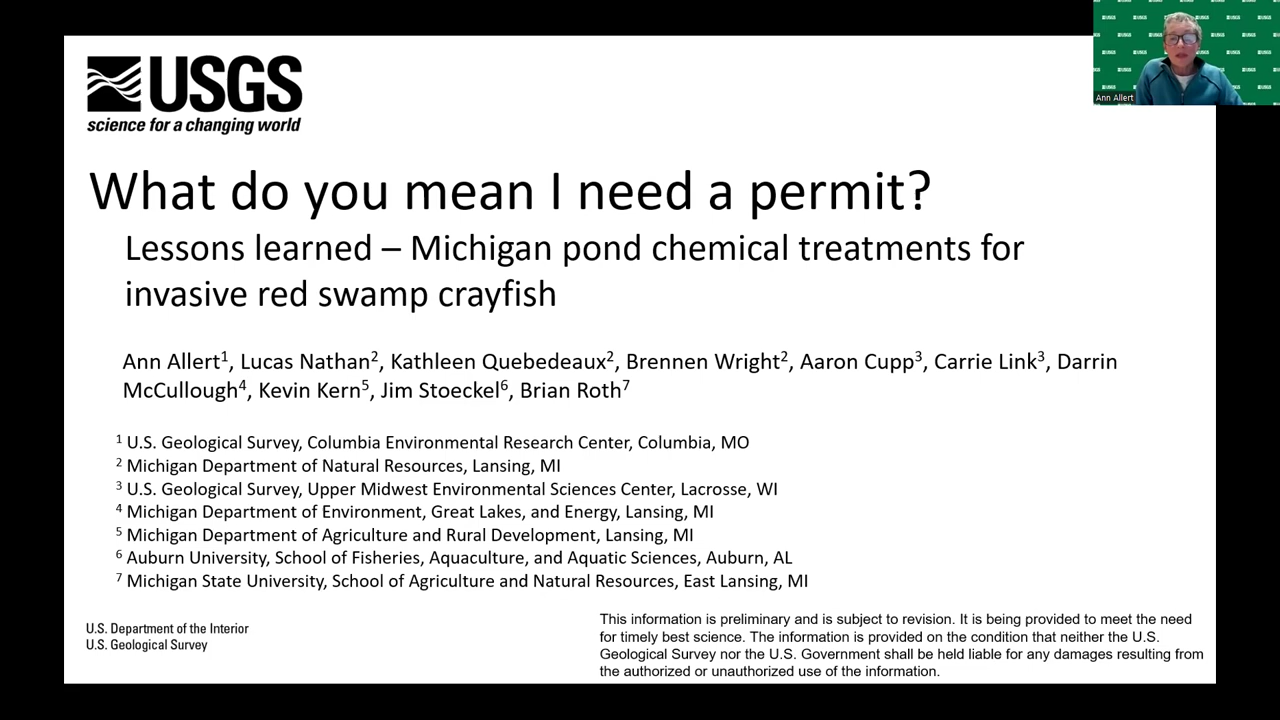 USGS
science for a changing world
Ann Allert
What do you mean I need a permit?
Lessons learned – Michigan pond chemical treatments for
invasive red swamp crayfish
Ann Allert1, Lucas Nathan2, Kathleen Quebedeaux2, Brennen Wright2, Aaron Cupp3, Carrie Link3, Darrin
McCullough4, Kevin Kern5, Jim Stoeckel6, Brian Roth7
1 U.S. Geological Survey, Columbia Environmental Research Center, Columbia, MO
2 Michigan Department of Natural Resources, Lansing, MI
3 U.S. Geological Survey, Upper Midwest Environmental Sciences Center, Lacrosse, WI
4 Michigan Department of Environment, Great Lakes, and Energy, Lansing, MI
5 Michigan Department of Agriculture and Rural Development, Lansing, MI
6 Auburn University, School of Fisheries, Aquaculture, and Aquatic Sciences, Auburn, AL
7 Michigan State University, School of Agriculture and Natural Resources, East Lansing, MI
U.S. Department of the Interior
U.S. Geological Survey
This information is preliminary and is subject to revision. It is being provided to meet the need
for timely best science. The information is provided on the condition that neither the U.S.
Geological Survey nor the U.S. Government shall be held liable for any damages resulting from
the authorized or unauthorized use of the information.